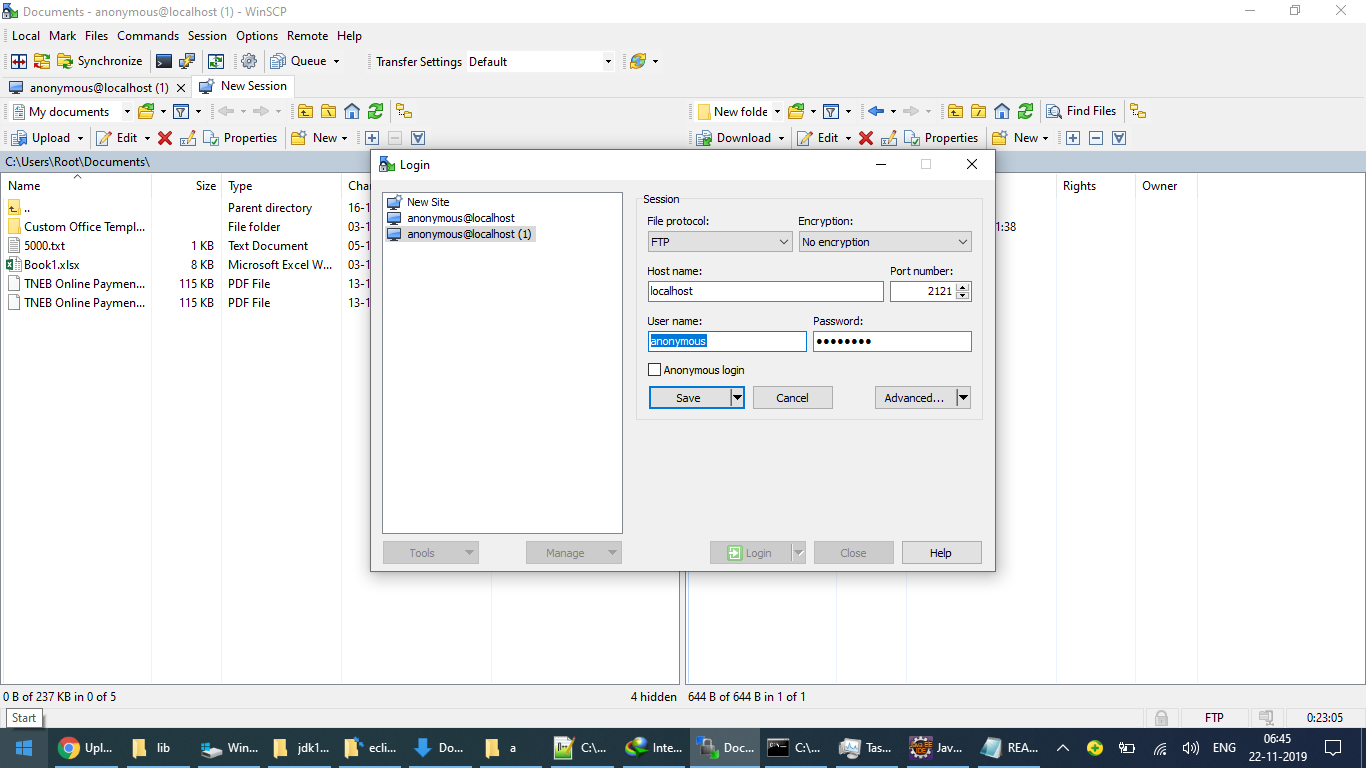 Documents - anonymous@localhost (1) - WinSCP
Local Mark Files Commands Session Options Remote Help
Synchronize Queue Transfer Settings Default
anonymous@localhost (1) New Session
My documents New folde Find Files
Upload Edit Properties New Download Edit Properties New
C:\Users\Root\Documents\
Name Size Type Cha Rights Owner
.. Parent directory 16-1
Custom Office Templ... File folder 03-1 1:38
5000.txt 1 KB Text Document 05-1
Book1.xlsx 8 KB Microsoft Excel W... 03-1
TNEB Online Paymen... 115 KB PDF File 13-1
TNEB Online Paymen... 115 KB PDF File 13-1
Login
New Site
anonymous@localhost
anonymous@localhost (1)
Session
File protocol: Encryption:
FTP No encryption
Host name: Port number:
localhost 2121
User name: Password:
anonymous ●●●●●●●●
Anonymous login
Save Cancel Advanced...
Tools Manage Login Close Help
0 B of 237 KB in 0 of 5 4 hidden 644 B of 644 B in 1 of 1
Start FTP 0:23:05
Upl... lib Win... jdk1... ecli... Do... a C:\... Inte... Doc... C:\... Tas... Jav... REA... ENG 06:45
22-11-2019